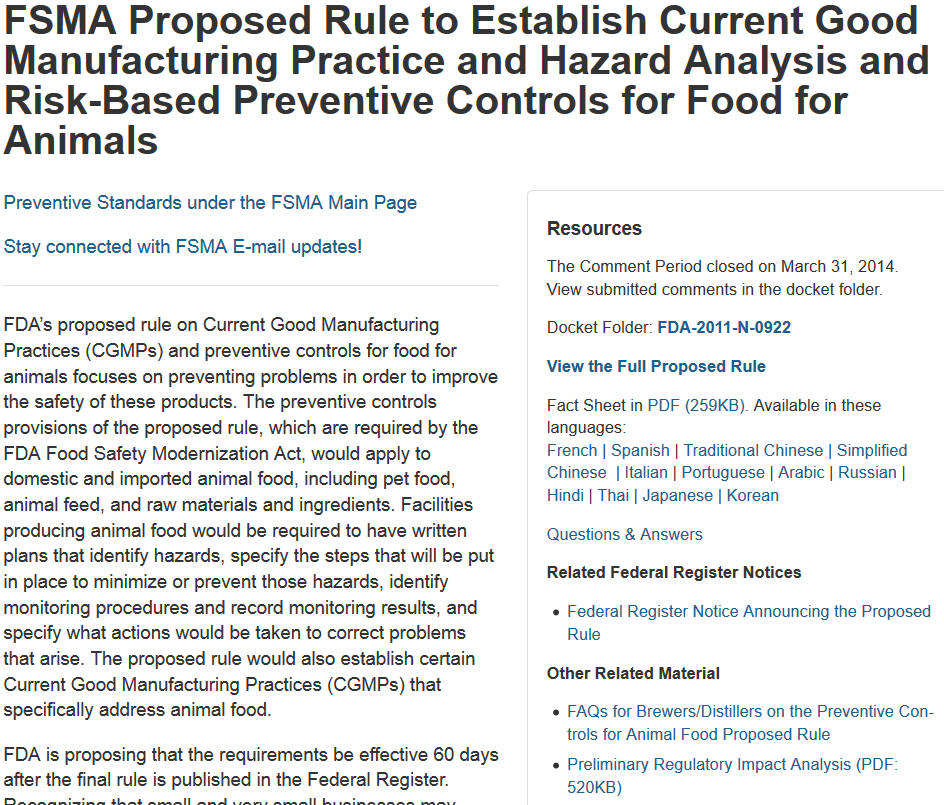 FSMA Proposed Rule to Establish Current Good
Manufacturing Practice and Hazard Analysis and
Risk-Based Preventive Controls for Food for
Animals
Preventive Standards under the FSMA Main Page
Stay connected with FSMA E-mail updates!
FDA’s proposed rule on Current Good Manufacturing
Practices (CGMPs) and preventive controls for food for
animals focuses on preventing problems in order to improve
the safety of these products. The preventive controls
provisions of the proposed rule, which are required by the
FDA Food Safety Modernization Act, would apply to
domestic and imported animal food, including pet food,
animal feed, and raw materials and ingredients. Facilities
producing animal food would be required to have written
plans that identify hazards, specify the steps that will be put
in place to minimize or prevent those hazards, identify
monitoring procedures and record monitoring results, and
specify what actions would be taken to correct problems
that arise. The proposed rule would also establish certain
Current Good Manufacturing Practices (CGMPs) that
specifically address animal food.
FDA is proposing that the requirements be effective 60 days
after the final rule is published in the Federal Register.
Recognizing that small and very small businesses may
Resources
The Comment Period closed on March 31, 2014.
View submitted comments in the docket folder.
Docket Folder: FDA-2011-N-0922
View the Full Proposed Rule
Fact Sheet in PDF (259KB). Available in these
languages:
French | Spanish | Traditional Chinese | Simplified
Chinese | Italian | Portuguese | Arabic | Russian |
Hindi | Thai | Japanese | Korean
Questions & Answers
Related Federal Register Notices
• Federal Register Notice Announcing the Proposed
Rule
Other Related Material
• FAQs for Brewers/Distillers on the Preventive Con-
trols for Animal Food Proposed Rule
• Preliminary Regulatory Impact Analysis (PDF:
520KB)